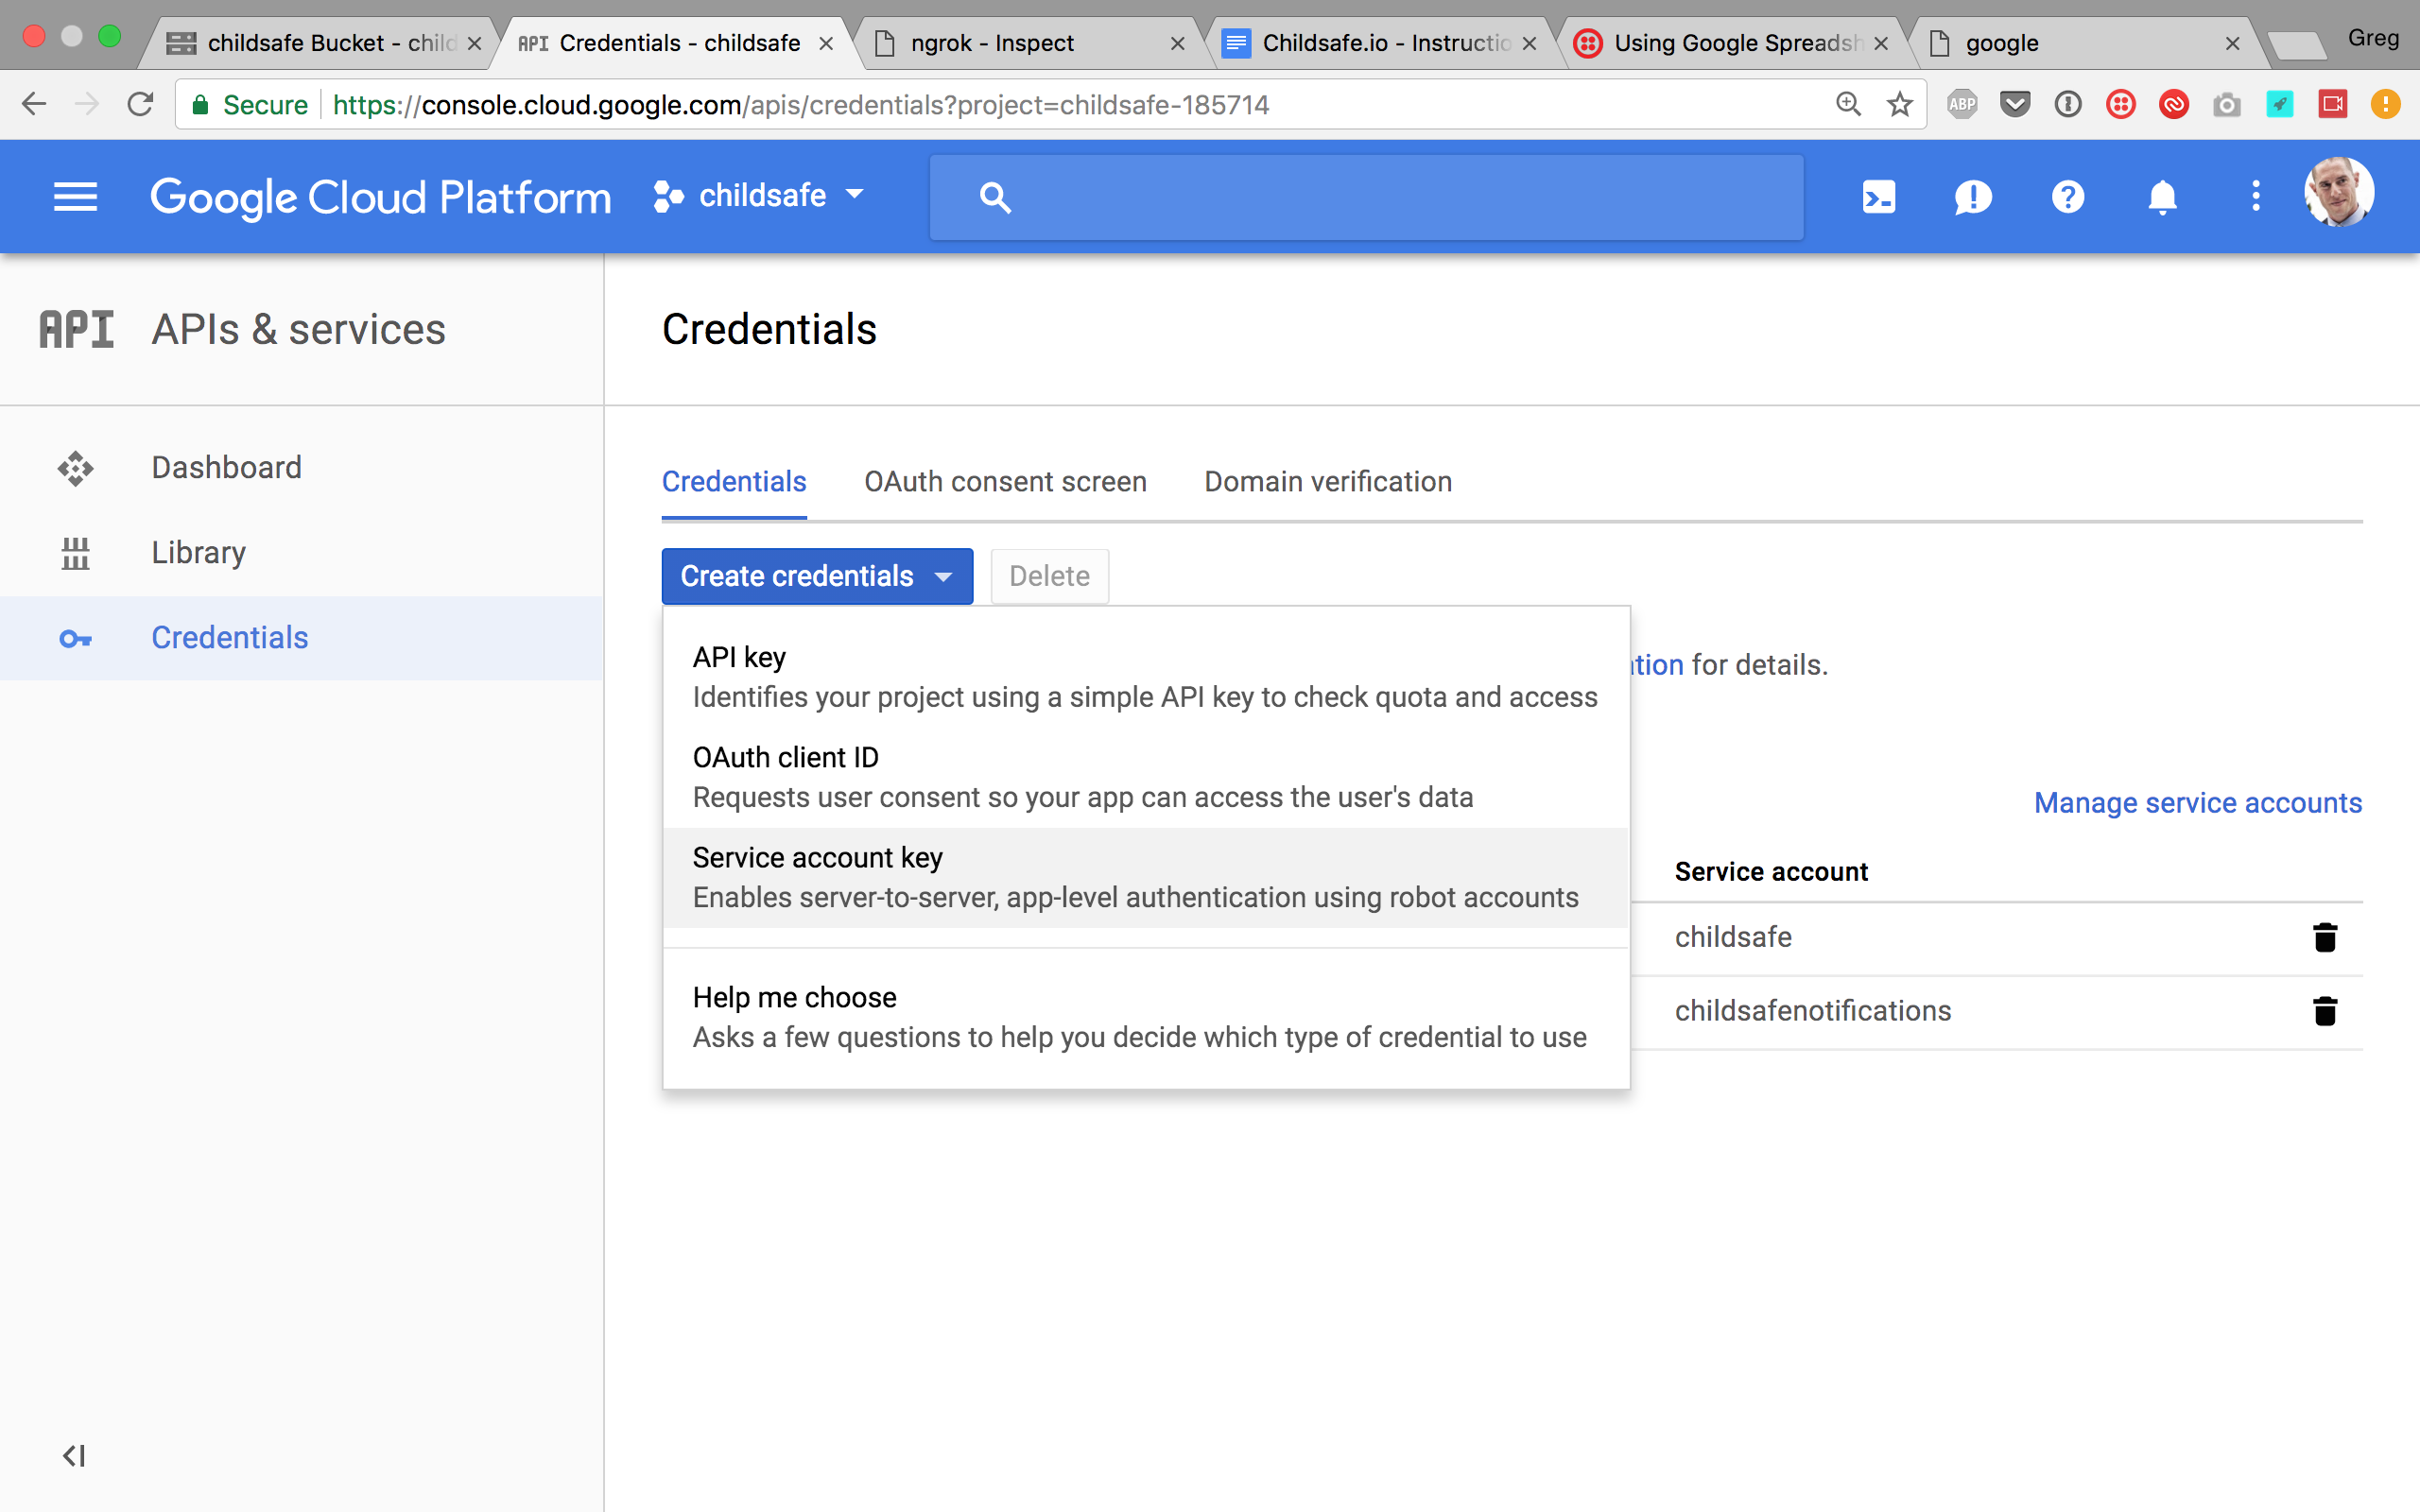 childsafe Bucket - child
API Credentials - childsafe
ngrok - Inspect
Childsafe.io - Instructio
Using Google Spreadsh
google
Greg
Secure https://console.cloud.google.com/apis/credentials?project=childsafe-185714
ABP
Google Cloud Platform
childsafe
API APIs & services
Credentials
Dashboard
Library
Credentials
Credentials OAuth consent screen Domain verification
Create credentials Delete
API key
Identifies your project using a simple API key to check quota and access
tion for details.
OAuth client ID
Requests user consent so your app can access the user's data
Manage service accounts
Service account key
Enables server-to-server, app-level authentication using robot accounts
Service account
childsafe
Help me choose
Asks a few questions to help you decide which type of credential to use
childsafenotifications